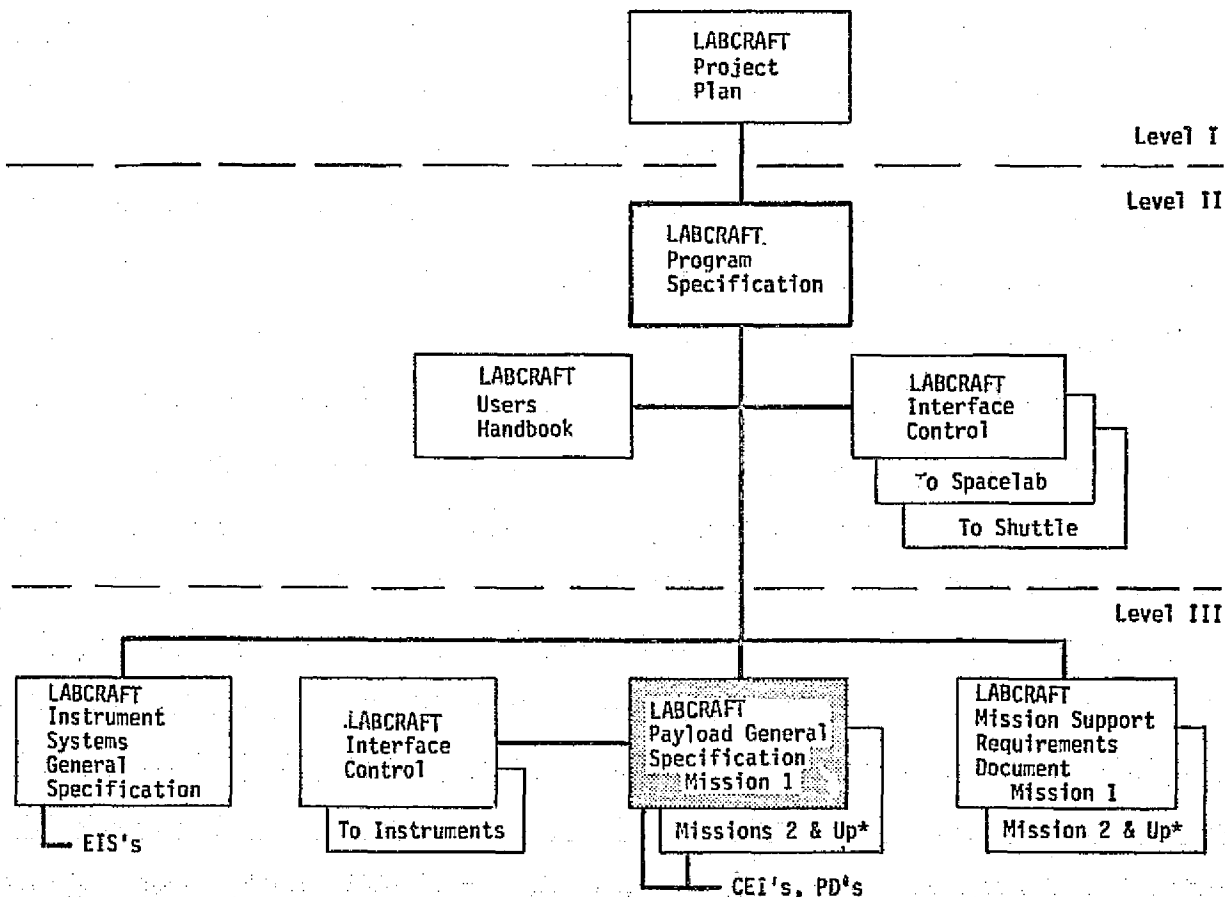 LABCRAFT
Project
Plan
Level I
Level II
LABCRAFT.
Program
Specification
LABCRAFT
Users
Handbook
LABCRAFT
Interface
Control
To Spacelab
To Shuttle
Level III
LABCRAFT
Instrument
Systems
General
Specification
EIS's
.LABCRAFT
Interface
Control
To Instruments
LABCRAFT
Payload General
Specification
Mission 1
Missions 2 & Up*
CEI's, PD's
LABCRAFT
Mission Support
Requirements
Document
Mission I
Mission 2 & Up*